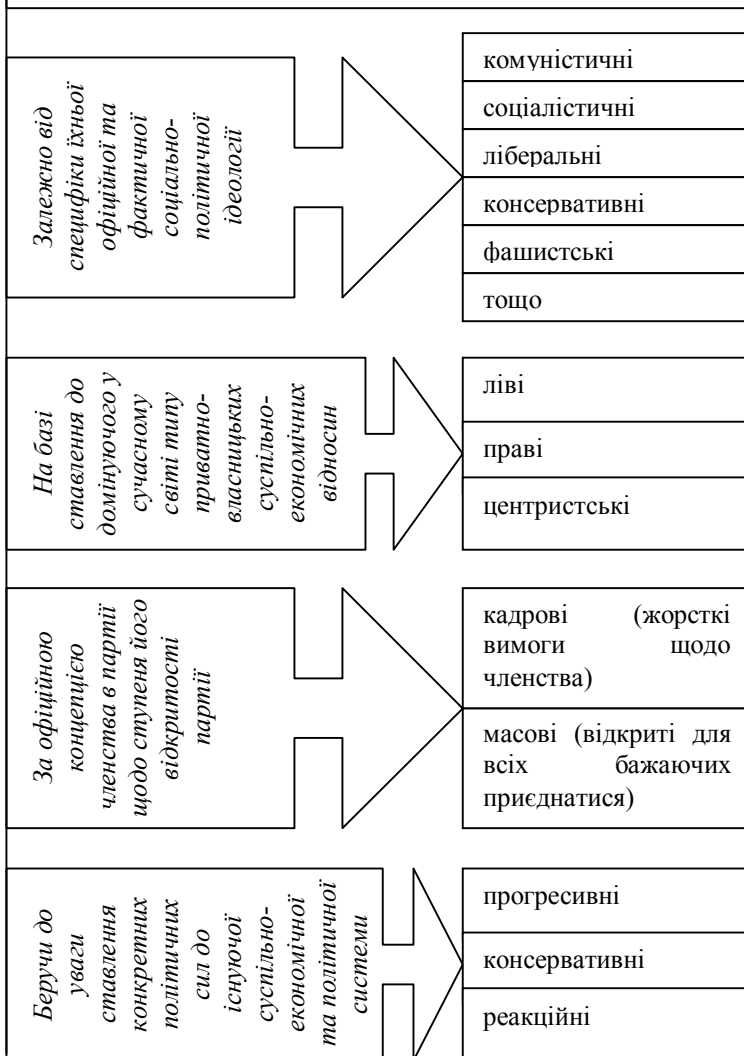 Залежно від
специфіки їхньої
офіційної та
фактичної
соціально-
політичної
ідеології
комуністичні
соціалістичні
ліберальні
консервативні
фашистські
тощо
На базі
ставлення до
домінуючого у
сучасному
світі типу
приватно-
власницьких
суспільно-
економічних
відносин
ліві
праві
центристські
За офіційною
концепцією
членства в партії
щодо ступеня його
відкритості
партії
кадрові (жорсткі
вимоги щодо
членства)
масові (відкриті для
всіх бажаючих
приєднатися)
Беручи до
уваги
ставлення
конкретних
політичних
сил до
існуючої
суспільно-
економічної
та політичної
системи
прогресивні
консервативні
реакційні